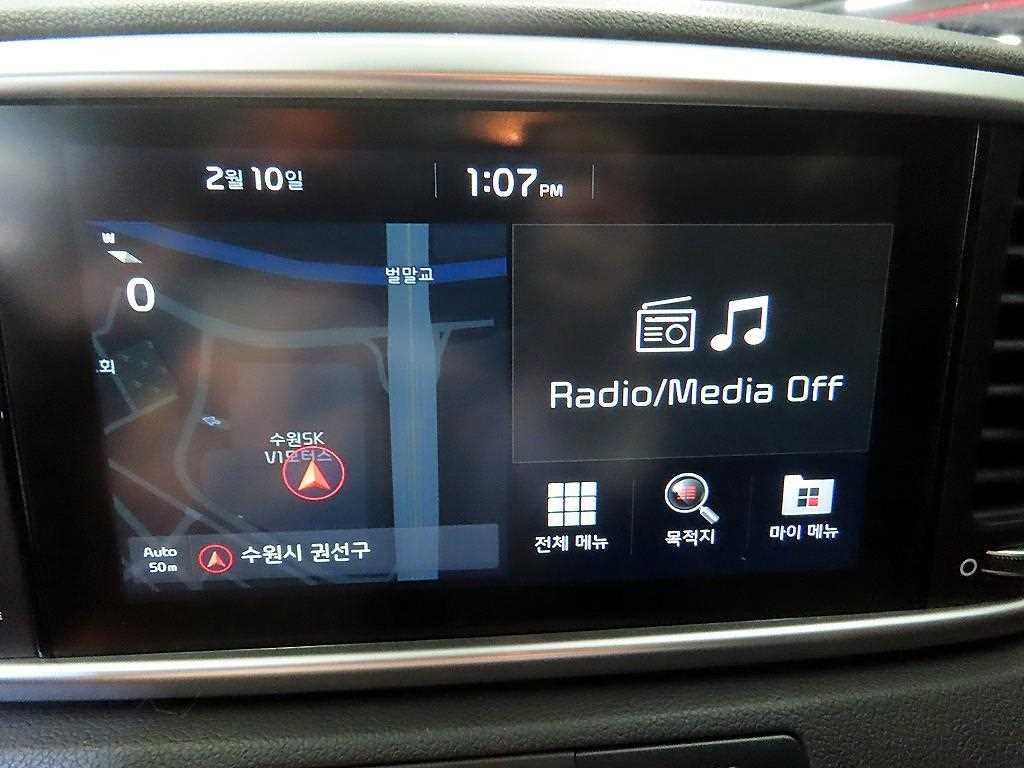 2월 10일
1:07 PM
W
0
벌말교
회
수원SK
V1모터스
Auto
50m
수원시 권선구
Radio/Media Off
전체 메뉴
목적지
마이 메뉴